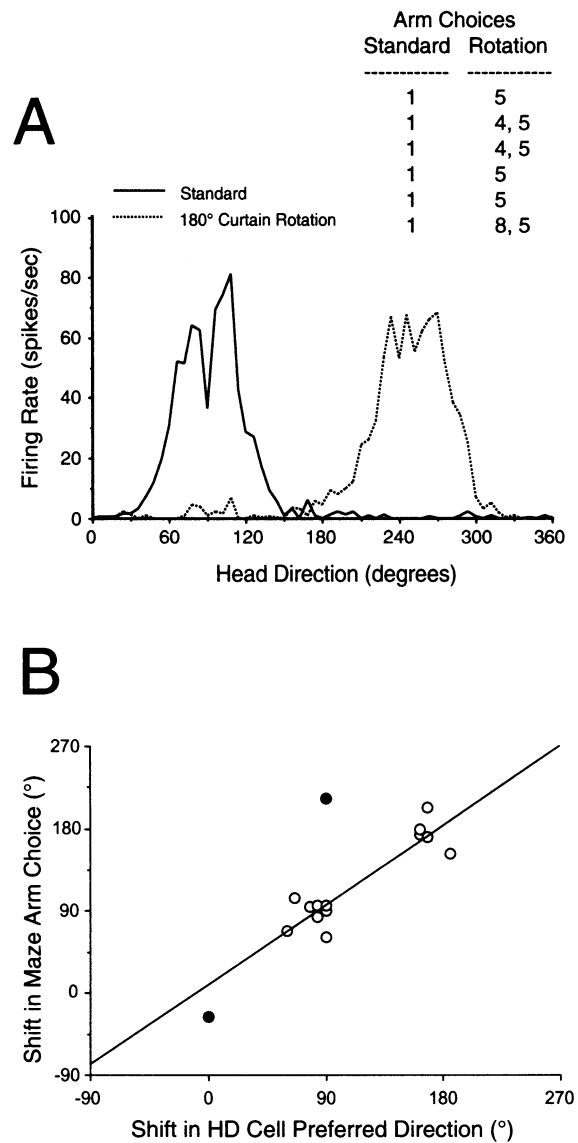 Arm Choices
Standard Rotation
1 5
1 4, 5
1 4, 5
1 5
1 5
1 8, 5
A
Standard
180° Curtain Rotation
100
80
60
40
20
0
Firing Rate (spikes/sec)
0 60 120 180 240 300 360
Head Direction (degrees)
B
270
180
90
0
-90
Shift in Maze Arm Choice (°)
-90 0 90 180 270
Shift in HD Cell Preferred Direction (°)